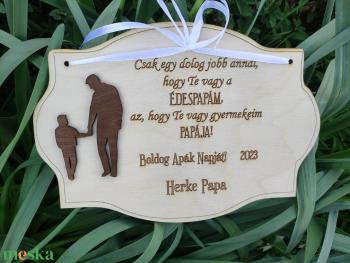 Csak egy dolog jobb annál,
hogy Te vagy a
ÉDESPAPÁM,
az, hogy Te vagy gyermekeim
PAPÁJA!
Boldog Apák Napját! 2023
Herke Papa
meska